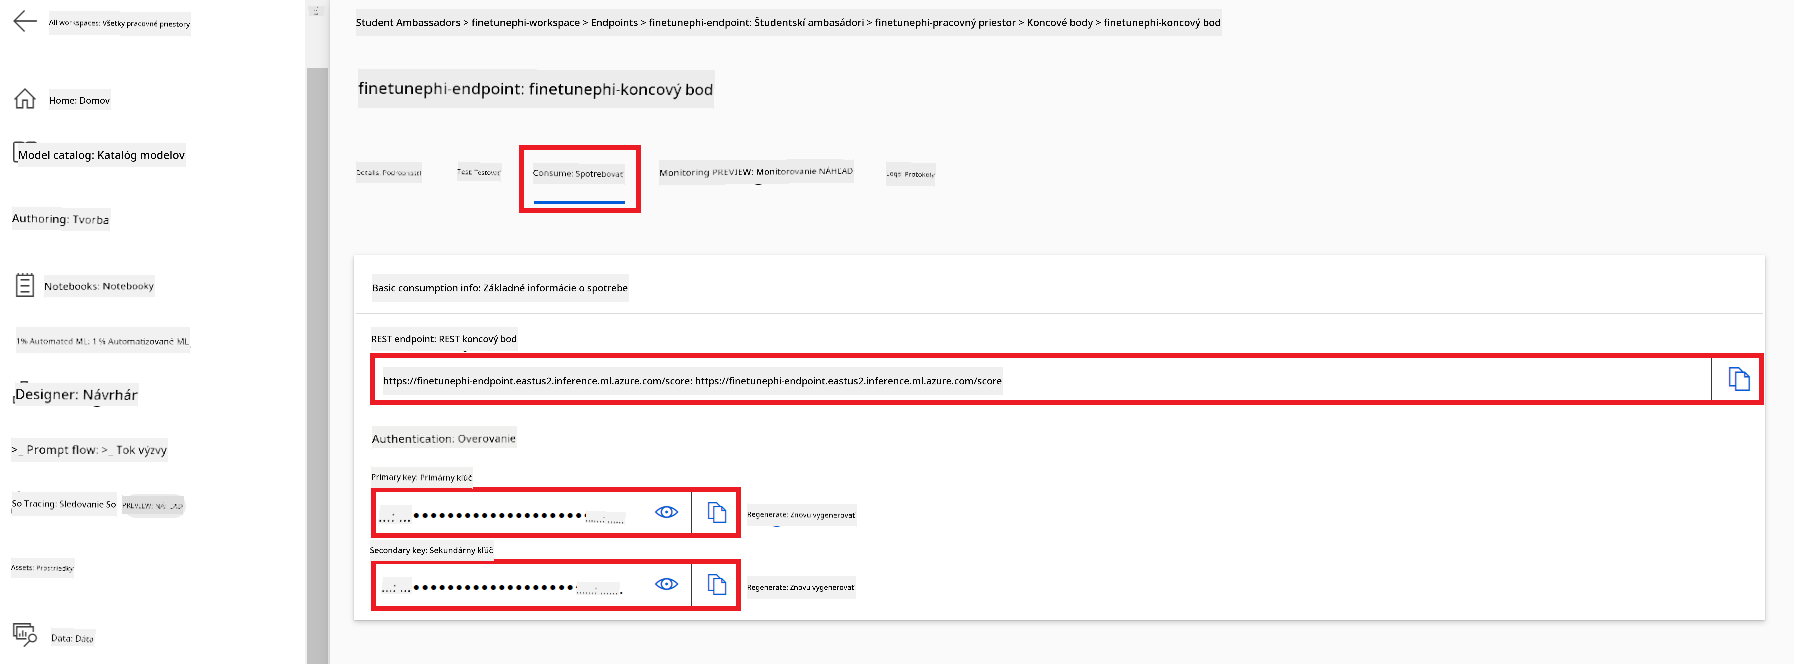 All workspaces: Všetky pracovné priestory
Home: Domov
Model catalog: Katalóg modelov
Authoring: Tvorba
Notebooks: Notebooky
1% Automated ML: 1 % Automatizované ML
Designer: Návrhár
>_ Prompt flow: >_ Tok výzvy
So Tracing: Sledovanie So PREVIEW: NÁHĽAD
Assets: Prostriedky
Data: Dáta
Student Ambassadors > finetunephi-workspace > Endpoints > finetunephi-endpoint: Študentskí ambasádori > finetunephi-pracovný priestor > Koncové body > finetunephi-koncový bod
finetunephi-endpoint: finetunephi-koncový bod
Details: Podrobnosti
Test: Testovať
Consume: Spotrebovať
Monitoring PREVIEW: Monitorovanie NÁHĽAD
Logs: Protokoly
Basic consumption info: Základné informácie o spotrebe
REST endpoint: REST koncový bod
https://finetunephi-endpoint.eastus2.inference.ml.azure.com/score: https://finetunephi-endpoint.eastus2.inference.ml.azure.com/score
Authentication: Overovanie
Primary key: Primárny kľúč
Regenerate: Znovu vygenerovať
Secondary key: Sekundárny kľúč
Regenerate: Znovu vygenerovať